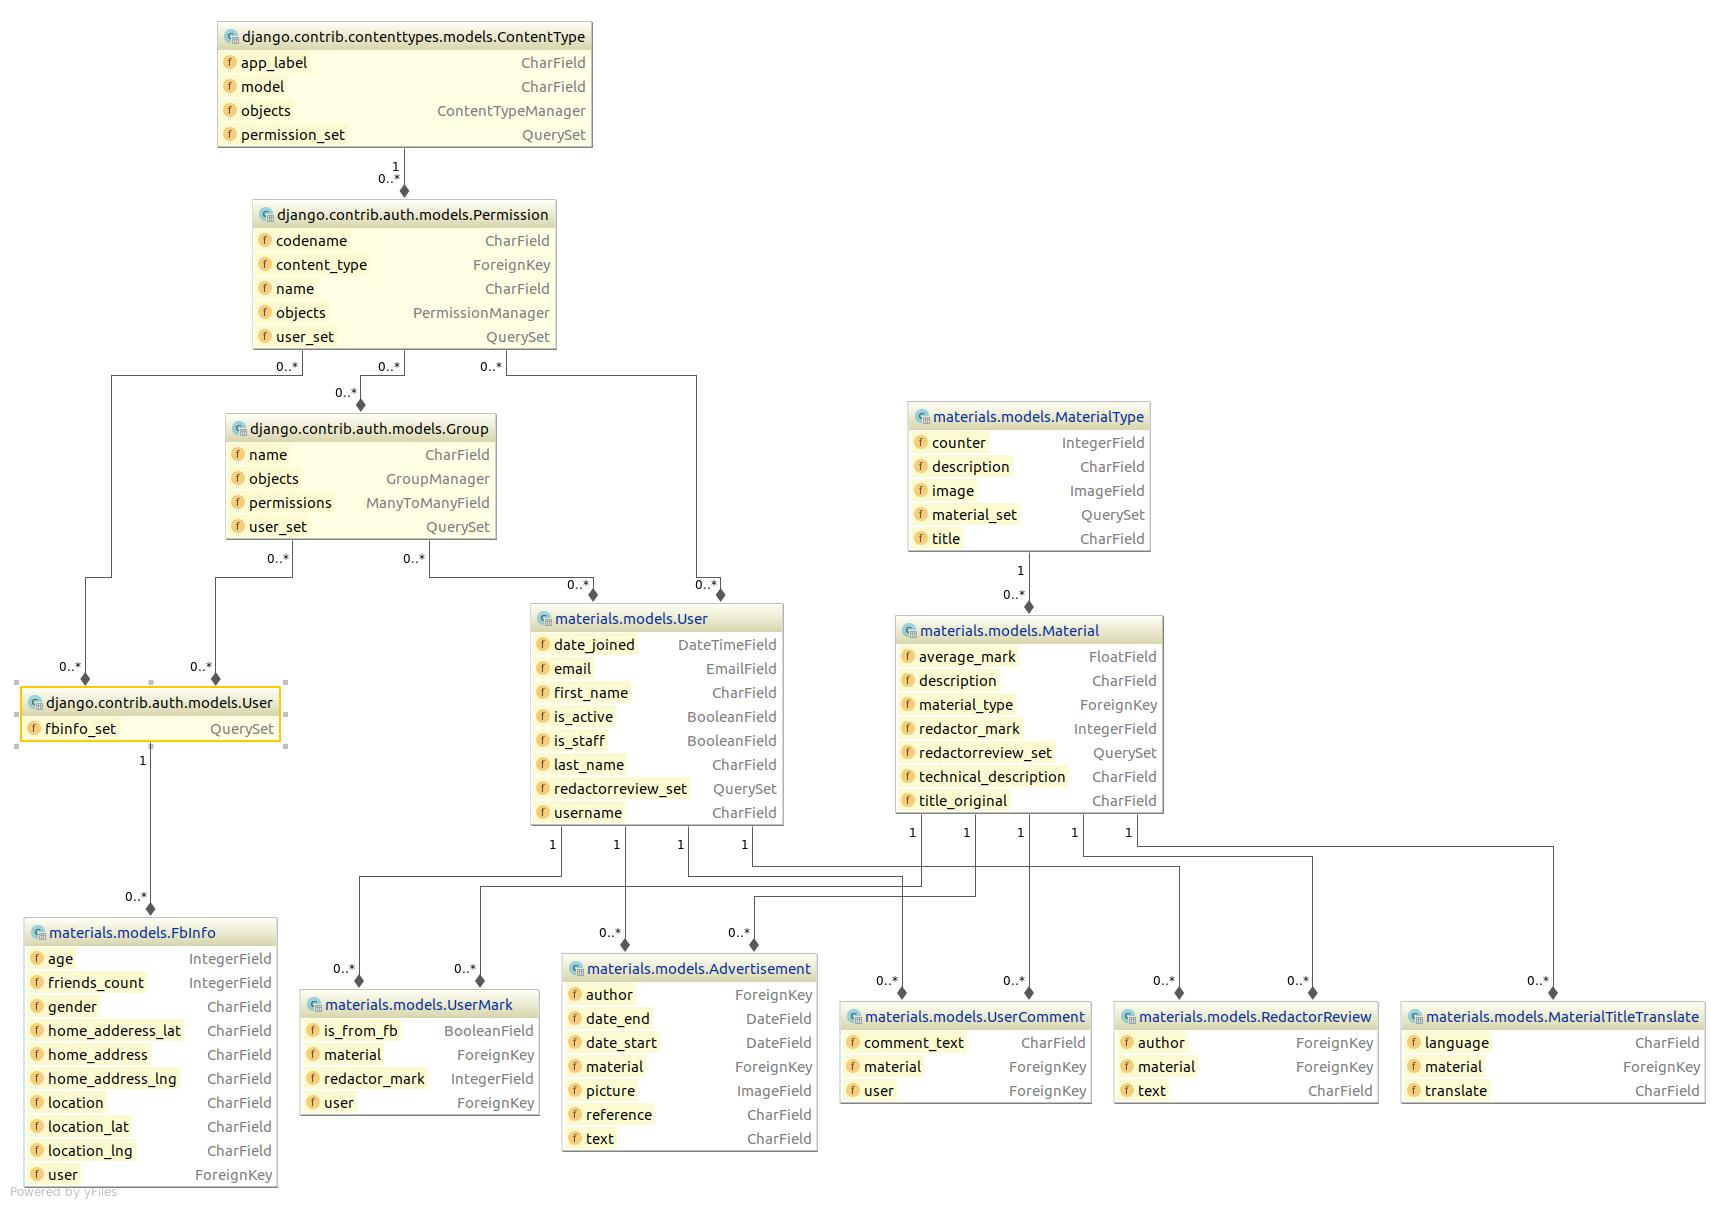 django.contrib.contenttypes.models.ContentType
app_label CharField
model CharField
objects ContentTypeManager
permission_set QuerySet
1
0..*
django.contrib.auth.models.Permission
codename CharField
content_type ForeignKey
name CharField
objects PermissionManager
user_set QuerySet
0..* 0..* 0..*
0..*
django.contrib.auth.models.Group
name CharField
objects GroupManager
permissions ManyToManyField
user_set QuerySet
0..* 0..*
0..* 0..*
materials.models.MaterialType
counter IntegerField
description CharField
image ImageField
material_set QuerySet
title CharField
1
0..*
0..* 0..*
django.contrib.auth.models.User
fbinfo_set QuerySet
1
0..*
materials.models.User
date_joined DateTimeField
email EmailField
first_name CharField
is_active BooleanField
is_staff BooleanField
last_name CharField
redactorreview_set QuerySet
username CharField
1 1 1 1
materials.models.Material
average_mark FloatField
description CharField
material_type ForeignKey
redactor_mark IntegerField
redactorreview_set QuerySet
technical_description CharField
title_original CharField
1 1 1 1 1
materials.models.FbInfo
age IntegerField
friends_count IntegerField
gender CharField
home_adderess_lat CharField
home_address CharField
home_address_lng CharField
location CharField
location_lat CharField
location_lng CharField
user ForeignKey
0..* 0..*
materials.models.UserMark
is_from_fb BooleanField
material ForeignKey
redactor_mark IntegerField
user ForeignKey
0..* 0..*
materials.models.Advertisement
author ForeignKey
date_end DateField
date_start DateField
material ForeignKey
picture ImageField
reference CharField
text CharField
0..* 0..*
materials.models.UserComment
comment_text CharField
material ForeignKey
user ForeignKey
0..* 0..*
materials.models.RedactorReview
author ForeignKey
material ForeignKey
text CharField
0..*
materials.models.MaterialTitleTranslate
language CharField
material ForeignKey
translate CharField
Powered by yFiles